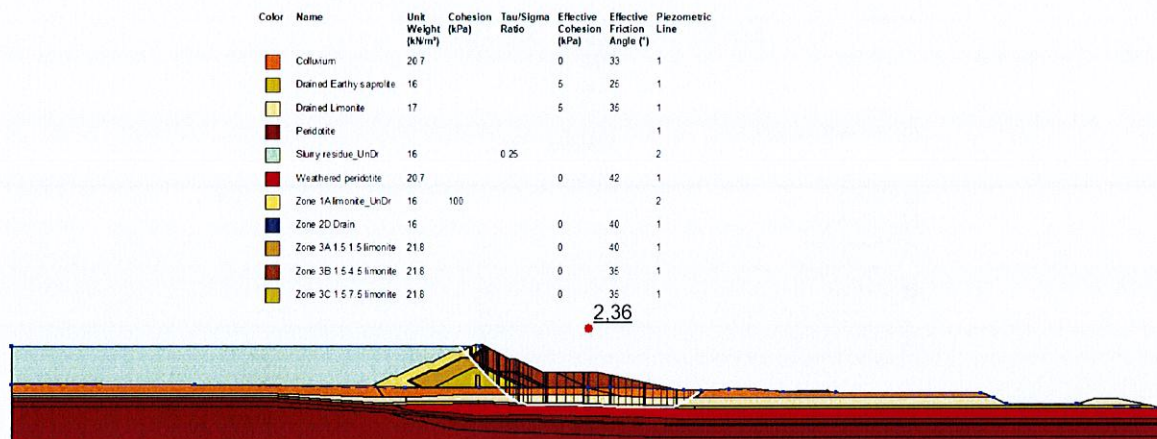 Color Name Unit Weight (kN/m³) Cohesion (kPa) Tau/Sigma Ratio Effective Cohesion (kPa) Effective Friction Angle (°) Piezometric Line
Colluvium 20.7 0 33 1
Drained Earthy saprolite 16 5 26 1
Drained Limonite 17 5 35 1
Peridotite 1
Slurry residue_UnDr 16 0.25 2
Weathered peridotite 20.7 0 42 1
Zone 1A limonite_UnDr 16 100 2
Zone 2D Drain 16 0 40 1
Zone 3A 1.5 1.5 limonite 21.8 0 40 1
Zone 3B 1.5 4.5 limonite 21.8 0 35 1
Zone 3C 1.5 7.5 limonite 21.8 0 35 1
2,36